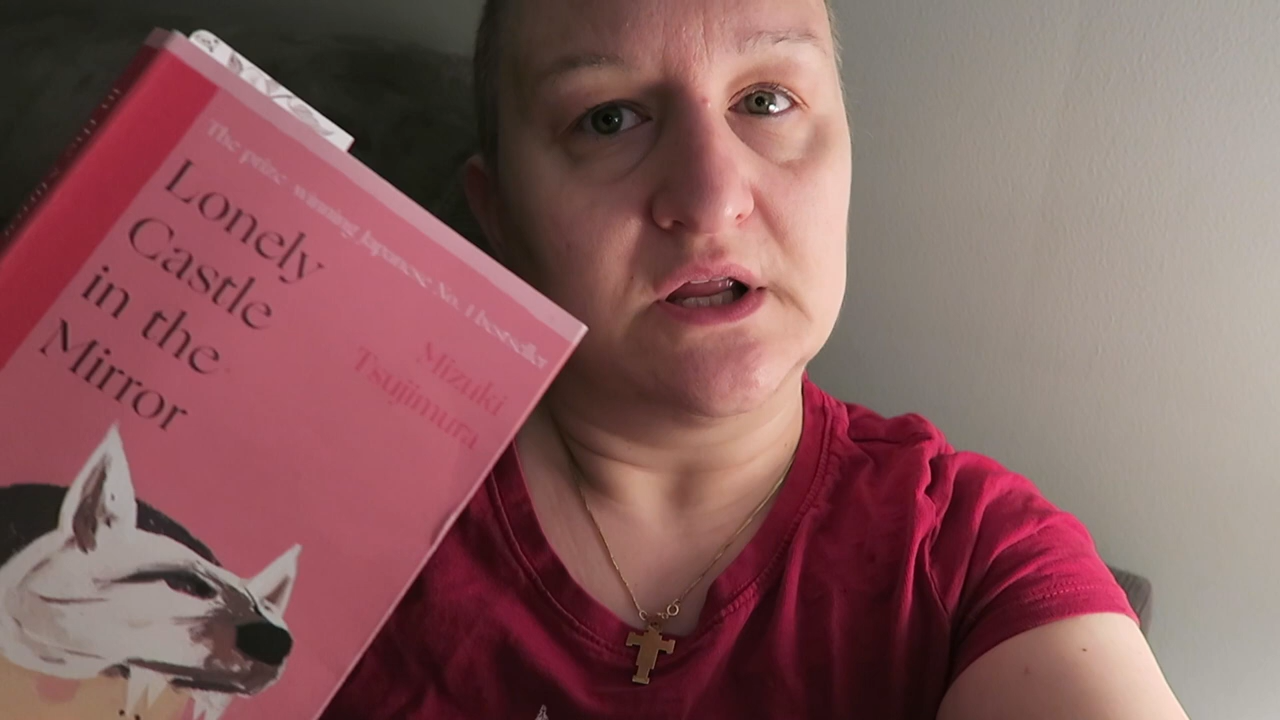 The prize-winning Japanese No. 1 bestseller
Lonely
Castle
in the
Mirror
Mizuki
Tsujimura